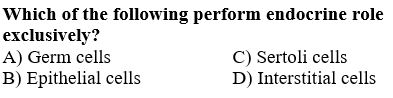 Which of the following perform endocrine role
exclusively?
A) Germ cells C) Sertoli cells
B) Epithelial cells D) Interstitial cells